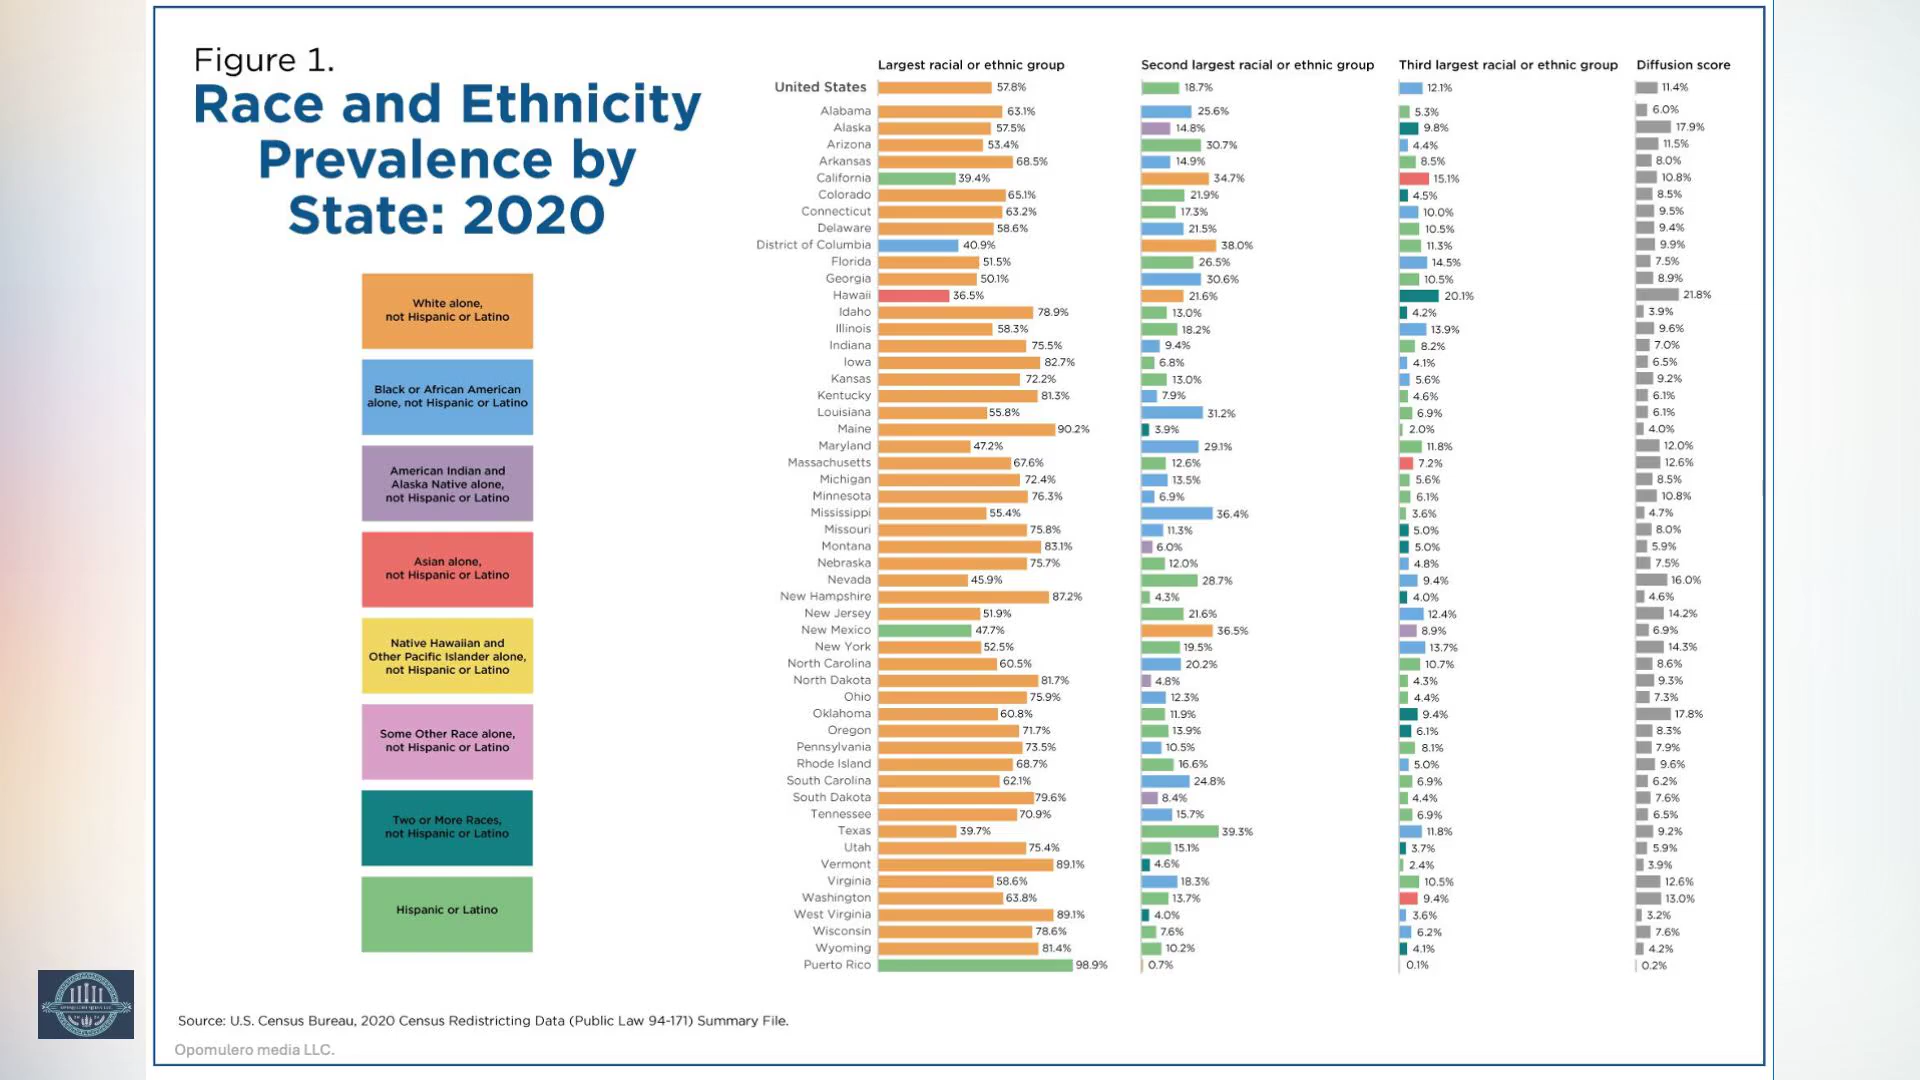 Figure 1.
Race and Ethnicity
Prevalence by
State: 2020
White alone,
not Hispanic or Latino
Black or African American
alone, not Hispanic or Latino
American Indian and
Alaska Native alone,
not Hispanic or Latino
Asian alone,
not Hispanic or Latino
Native Hawaiian and
Other Pacific Islander alone,
not Hispanic or Latino
Some Other Race alone,
not Hispanic or Latino
Two or More Races,
not Hispanic or Latino
Hispanic or Latino
Largest racial or ethnic group Second largest racial or ethnic group Third largest racial or ethnic group Diffusion score
United States 57.8% 18.7% 12.1% 11.4%
Alabama 63.1% 25.6% 5.3% 6.0%
Alaska 57.5% 14.8% 9.8% 17.9%
Arizona 53.4% 30.7% 4.4% 11.5%
Arkansas 68.5% 14.9% 8.5% 8.0%
California 39.4% 34.7% 15.1% 10.8%
Colorado 65.1% 21.9% 4.5% 8.5%
Connecticut 63.2% 17.3% 10.0% 9.5%
Delaware 58.6% 21.5% 10.5% 9.4%
District of Columbia 40.9% 38.0% 11.3% 9.9%
Florida 51.5% 26.5% 14.5% 7.5%
Georgia 50.1% 30.6% 10.5% 8.9%
Hawaii 36.5% 21.6% 20.1% 21.8%
Idaho 78.9% 13.0% 4.2% 3.9%
Illinois 58.3% 18.2% 13.9% 9.6%
Indiana 75.5% 9.4% 8.2% 7.0%
Iowa 82.7% 6.8% 4.1% 6.5%
Kansas 72.2% 13.0% 5.6% 9.2%
Kentucky 81.3% 7.9% 4.6% 6.1%
Louisiana 55.8% 31.2% 6.9% 6.1%
Maine 90.2% 3.9% 2.0% 4.0%
Maryland 47.2% 29.1% 11.8% 12.0%
Massachusetts 67.6% 12.6% 7.2% 12.6%
Michigan 72.4% 13.5% 5.6% 8.5%
Minnesota 76.3% 6.9% 6.1% 10.8%
Mississippi 55.4% 36.4% 3.6% 4.7%
Missouri 75.8% 11.3% 5.0% 8.0%
Montana 83.1% 6.0% 5.0% 5.9%
Nebraska 75.7% 12.0% 4.8% 7.5%
Nevada 45.9% 28.7% 9.4% 16.0%
New Hampshire 87.2% 4.3% 4.0% 4.6%
New Jersey 51.9% 21.6% 12.4% 14.2%
New Mexico 47.7% 36.5% 8.9% 6.9%
New York 52.5% 19.5% 13.7% 14.3%
North Carolina 60.5% 20.2% 10.7% 8.6%
North Dakota 81.7% 4.8% 4.3% 9.3%
Ohio 75.9% 12.3% 4.4% 7.3%
Oklahoma 60.8% 11.9% 9.4% 17.8%
Oregon 71.7% 13.9% 6.1% 8.3%
Pennsylvania 73.5% 10.5% 8.1% 7.9%
Rhode Island 68.7% 16.6% 5.0% 9.6%
South Carolina 62.1% 24.8% 6.9% 6.2%
South Dakota 79.6% 8.4% 4.4% 7.6%
Tennessee 70.9% 15.7% 6.9% 6.5%
Texas 39.7% 39.3% 11.8% 9.2%
Utah 75.4% 15.1% 3.7% 5.9%
Vermont 89.1% 4.6% 2.4% 3.9%
Virginia 58.6% 18.3% 10.5% 12.6%
Washington 63.8% 13.7% 9.4% 13.0%
West Virginia 89.1% 4.0% 3.6% 3.2%
Wisconsin 78.6% 7.6% 6.2% 7.6%
Wyoming 81.4% 10.2% 4.1% 4.2%
Puerto Rico 98.9% 0.7% 0.1% 0.2%
Source: U.S. Census Bureau, 2020 Census Redistricting Data (Public Law 94-171) Summary File.
Opomulero media LLC.